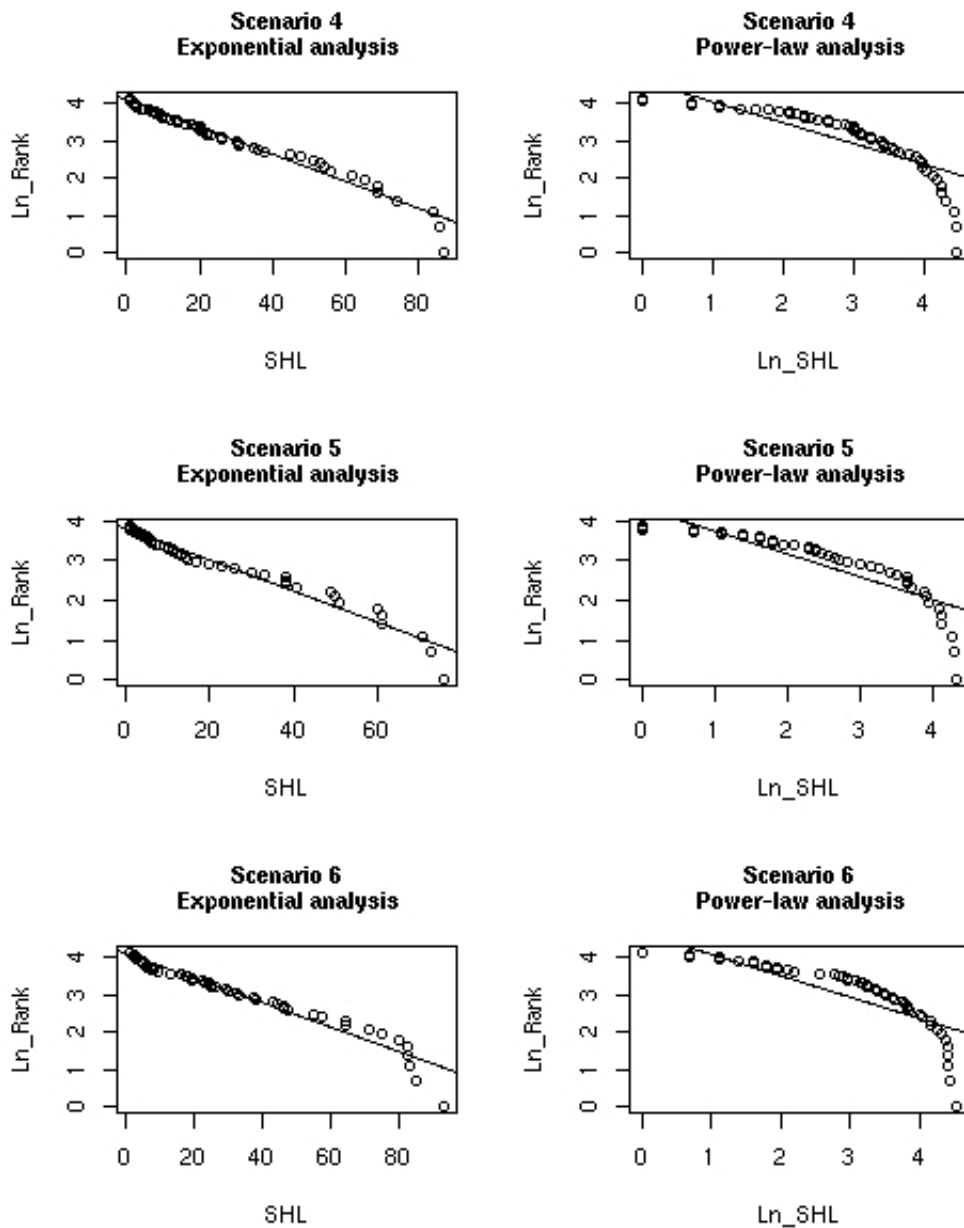 Scenario 4
Exponential analysis
Scenario 4
Power-law analysis
Ln_Rank
0 1 2 3 4
0 20 40 60 80
SHL
Ln_Rank
0 1 2 3 4
0 1 2 3 4
Ln_SHL
Scenario 5
Exponential analysis
Scenario 5
Power-law analysis
Ln_Rank
0 1 2 3 4
0 20 40 60
SHL
Ln_Rank
0 1 2 3 4
0 1 2 3 4
Ln_SHL
Scenario 6
Exponential analysis
Scenario 6
Power-law analysis
Ln_Rank
0 1 2 3 4
0 20 40 60 80
SHL
Ln_Rank
0 1 2 3 4
0 1 2 3 4
Ln_SHL